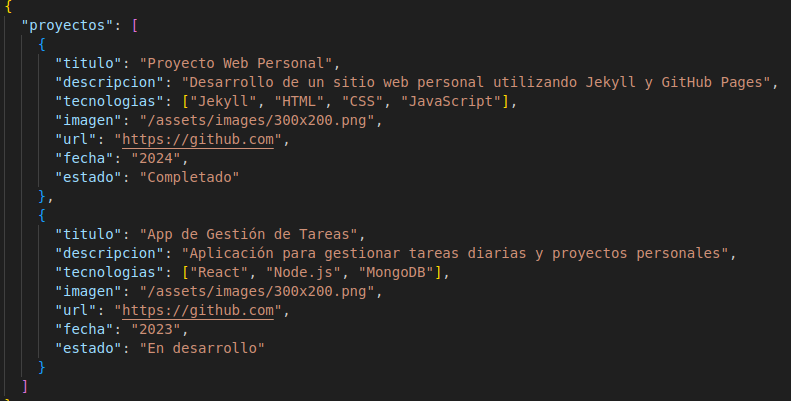 {
"proyectos": [
{
"titulo": "Proyecto Web Personal",
"descripcion": "Desarrollo de un sitio web personal utilizando Jekyll y GitHub Pages",
"tecnologias": ["Jekyll", "HTML", "CSS", "JavaScript"],
"imagen": "/assets/images/300x200.png",
"url": "https://github.com",
"fecha": "2024",
"estado": "Completado"
},
{
"titulo": "App de Gestión de Tareas",
"descripcion": "Aplicación para gestionar tareas diarias y proyectos personales",
"tecnologias": ["React", "Node.js", "MongoDB"],
"imagen": "/assets/images/300x200.png",
"url": "https://github.com",
"fecha": "2023",
"estado": "En desarrollo"
}
]
}